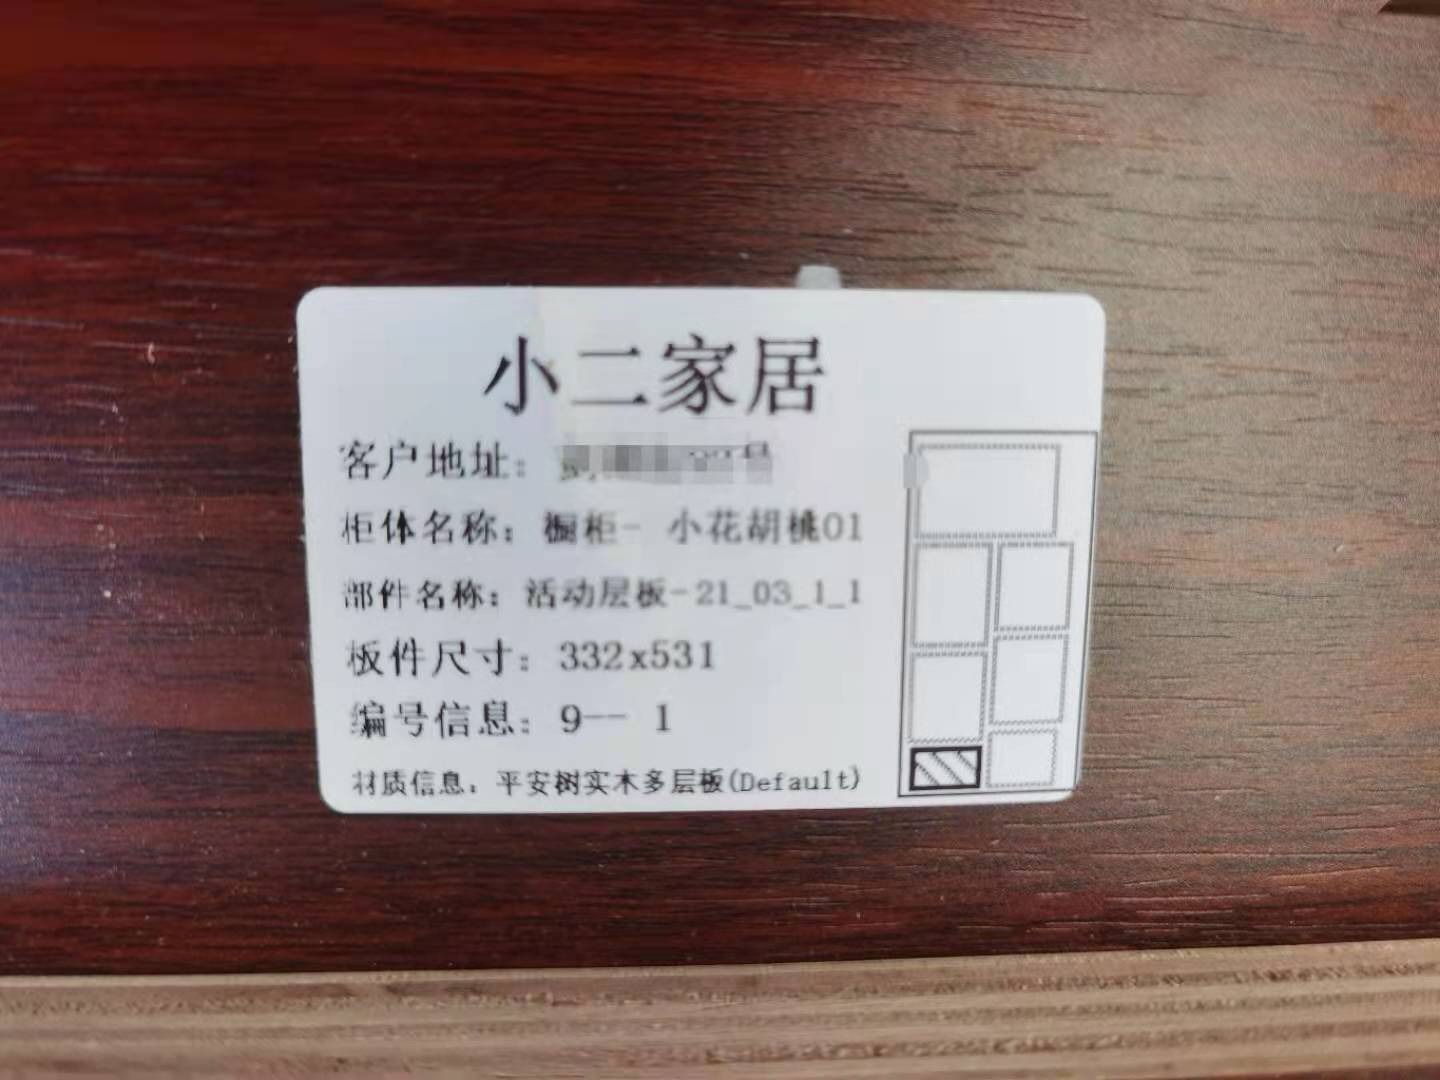 小二家居
客户地址：
柜体名称：橱柜- 小花胡桃01
部件名称：活动层板-21_03_1_1
板件尺寸：332x531
编号信息：9-- 1
材质信息：平安树实木多层板(Default)